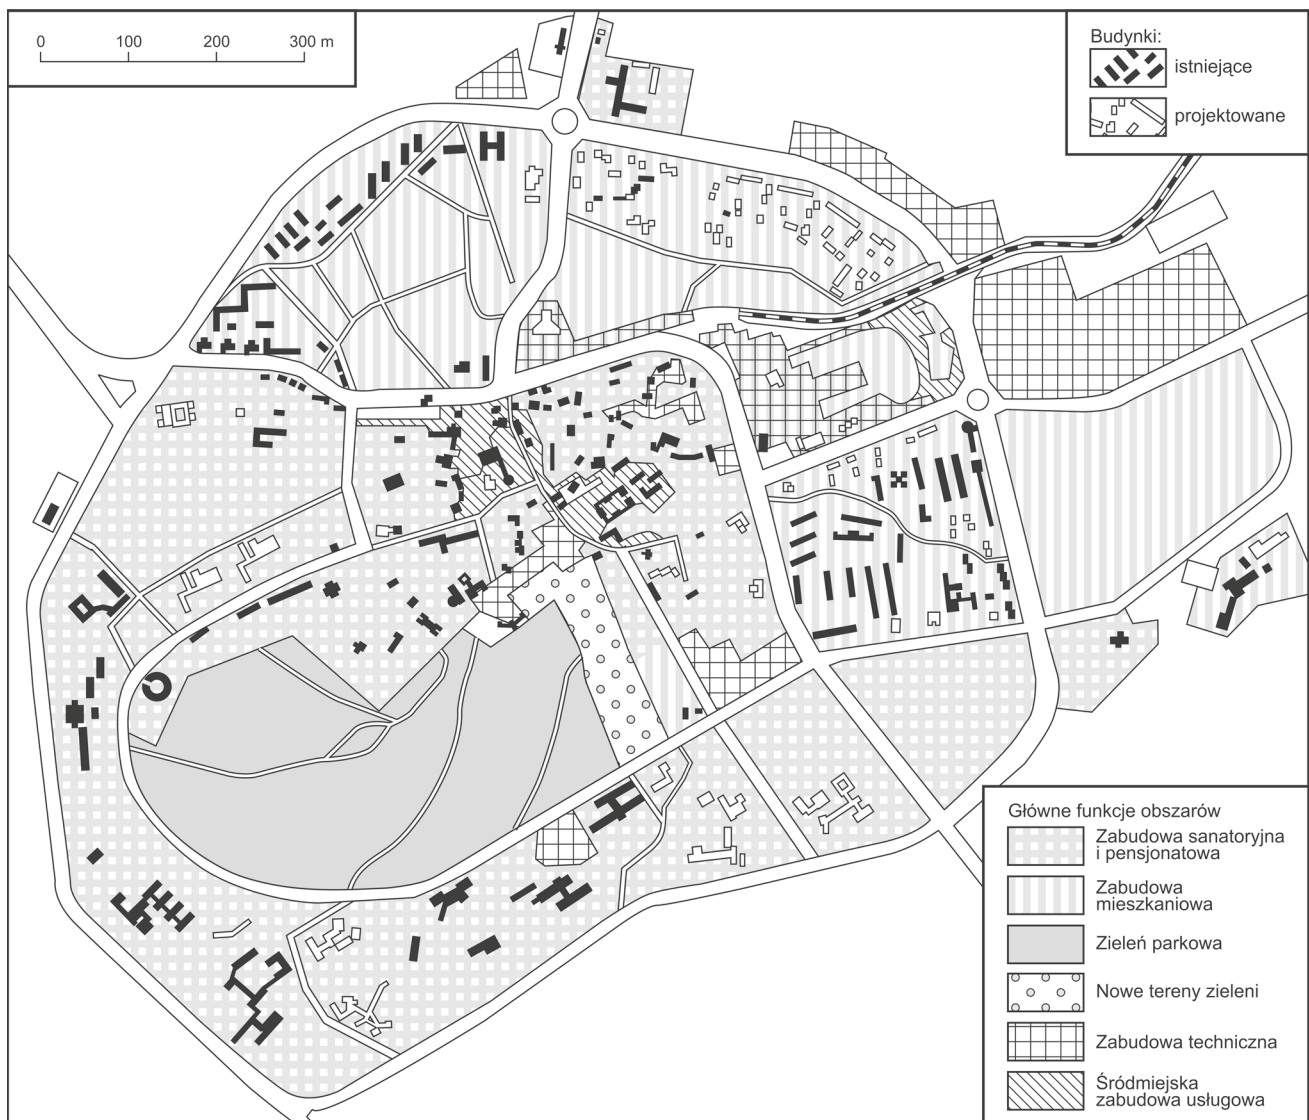 0 100 200 300 m
Budynki:
istniejące
projektowane
Główne funkcje obszarów
Zabudowa sanatoryjna
i pensjonatowa
Zabudowa
mieszkaniowa
Zieleń parkowa
Nowe tereny zieleni
Zabudowa techniczna
Śródmiejska
zabudowa usługowa